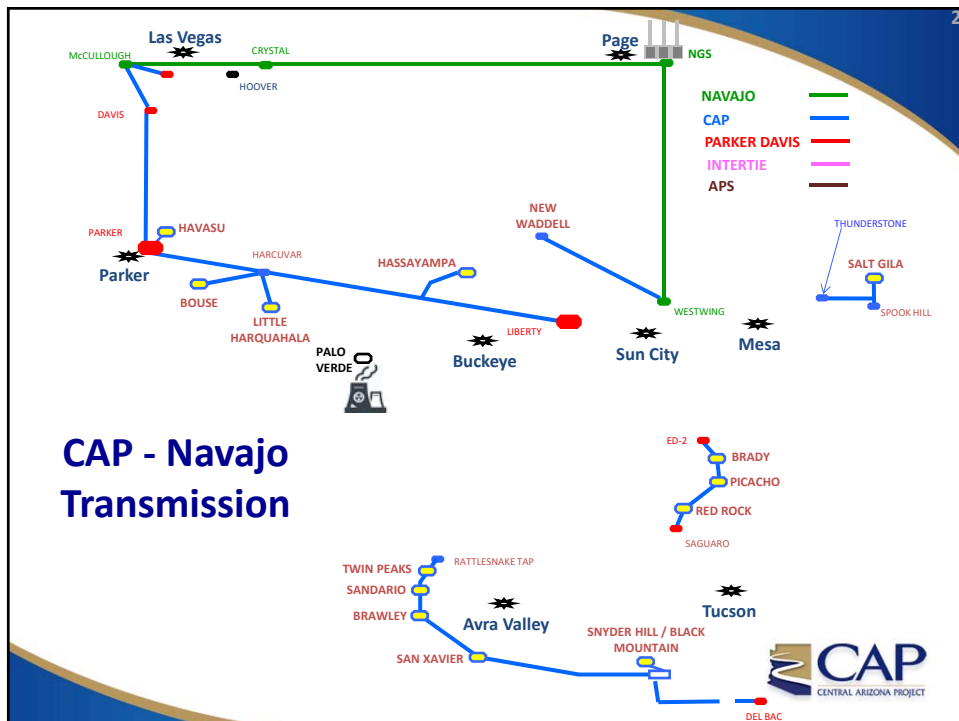 2
Las Vegas
CRYSTAL
Page
McCULLOUGH
NGS
HOOVER
NAVAJO
CAP
PARKER DAVIS
INTERTIE
APS
DAVIS
NEW
WADDELL
THUNDERSTONE
PARKER
HAVASU
HARCUVAR
HASSAYAMPA
SALT GILA
Parker
BOUSE
LITTLE
HARQUAHALA
LIBERTY
WESTWING
SPOOK HILL
PALO
VERDE
Buckeye
Sun City
Mesa
CAP - Navajo
Transmission
ED-2
BRADY
PICACHO
RED ROCK
SAGUARO
RATTLESNAKE TAP
TWIN PEAKS
SANDARIO
BRAWLEY
Avra Valley
Tucson
SNYDER HILL / BLACK
MOUNTAIN
SAN XAVIER
DEL BAC
CAP
CENTRAL ARIZONA PROJECT